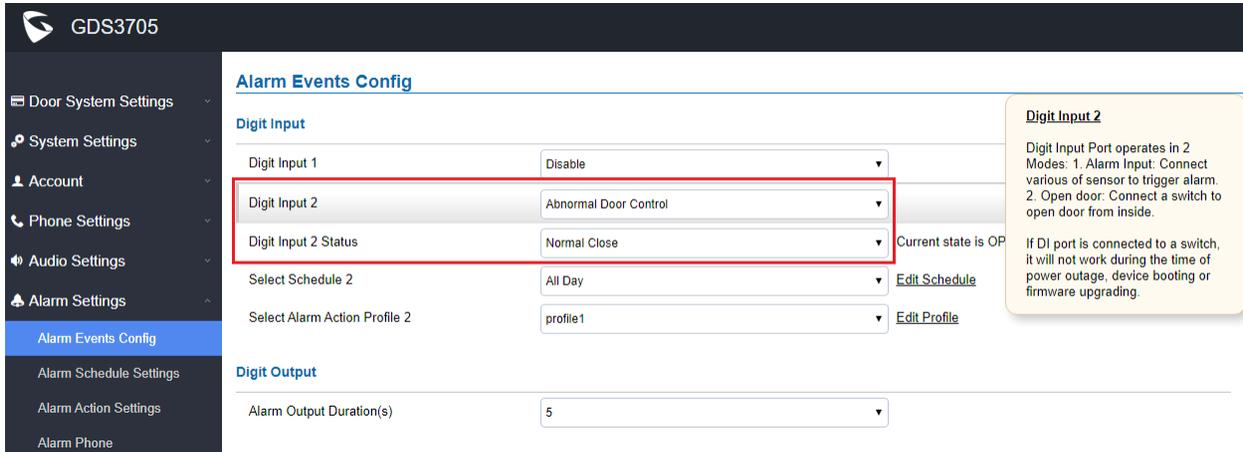 GDS3705
Door System Settings
System Settings
Account
Phone Settings
Audio Settings
Alarm Settings
Alarm Events Config
Alarm Schedule Settings
Alarm Action Settings
Alarm Phone
Alarm Events Config
Digit Input
Digit Input 1 Disable
Digit Input 2 Abnormal Door Control
Digit Input 2 Status Normal Close Current state is OP
Select Schedule 2 All Day Edit Schedule
Select Alarm Action Profile 2 profile1 Edit Profile
Digit Output
Alarm Output Duration(s) 5
Digit Input 2
Digit Input Port operates in 2
Modes: 1. Alarm Input: Connect
various of sensor to trigger alarm.
2. Open door: Connect a switch to
open door from inside.
If DI port is connected to a switch,
it will not work during the time of
power outage, device booting or
firmware upgrading.